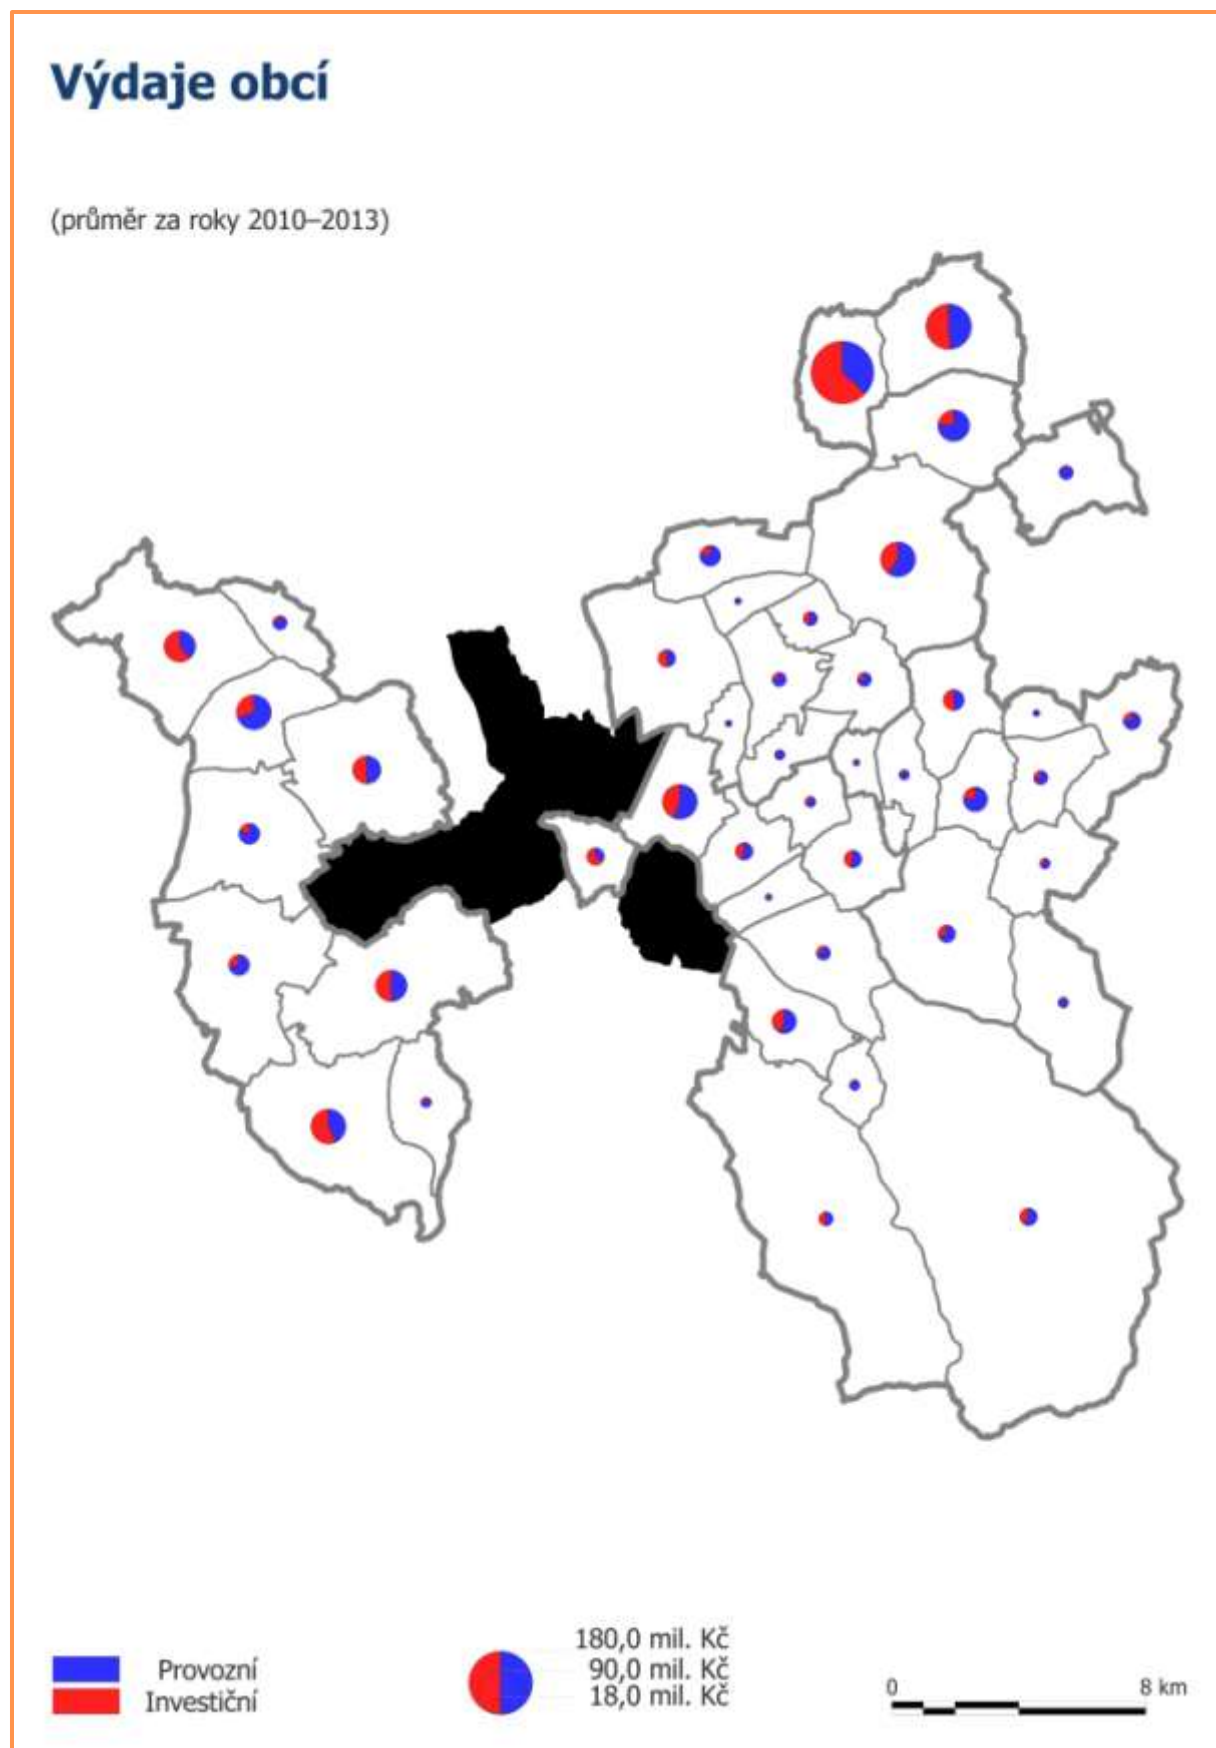 Výdaje obcí
(průměr za roky 2010–2013)
Provozní
Investiční
180,0 mil. Kč
90,0 mil. Kč
18,0 mil. Kč
0 8 km